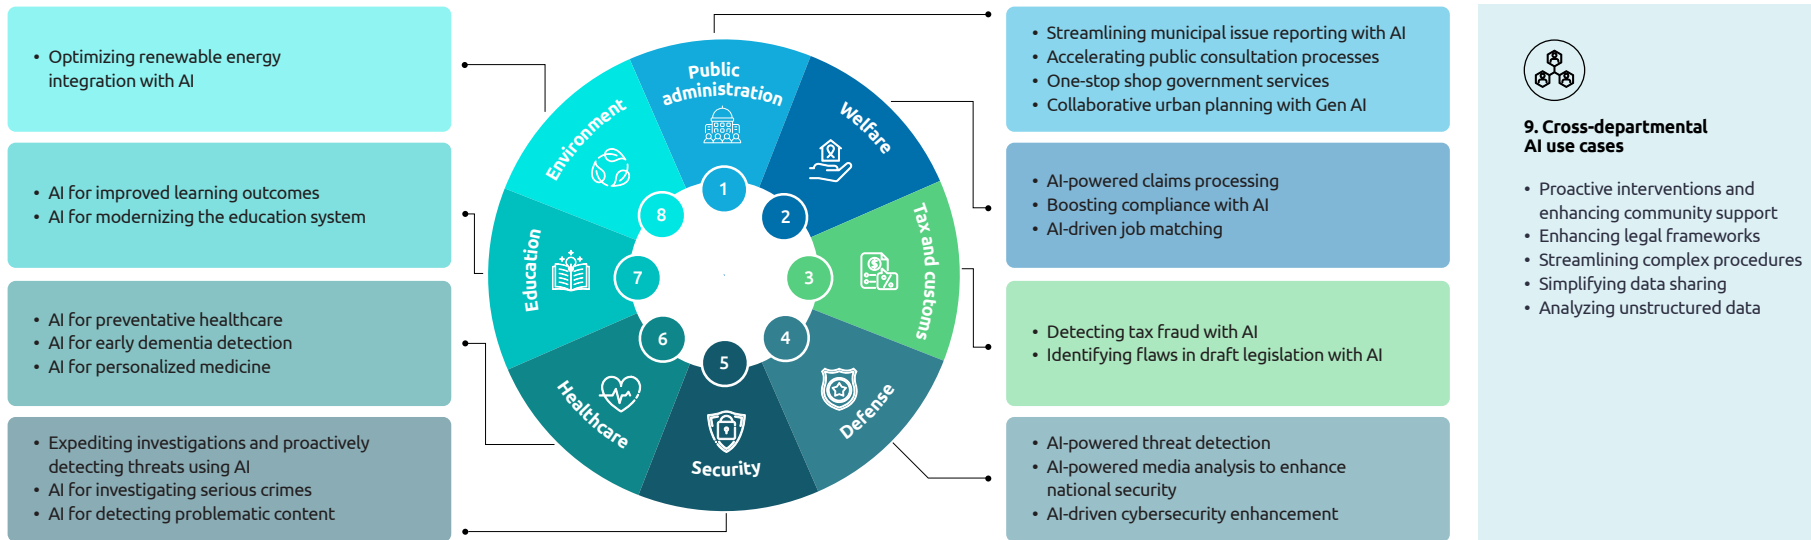 • Optimizing renewable energy
integration with AI
• AI for improved learning outcomes
• AI for modernizing the education system
• AI for preventative healthcare
• AI for early dementia detection
• AI for personalized medicine
• Expediting investigations and proactively
detecting threats using AI
• AI for investigating serious crimes
• AI for detecting problematic content
Public
administration
1
Welfare
2
Tax and customs
3
Defense
4
Security
5
Healthcare
6
Education
7
Environment
8
• Streamlining municipal issue reporting with AI
• Accelerating public consultation processes
• One-stop shop government services
• Collaborative urban planning with Gen AI
• AI-powered claims processing
• Boosting compliance with AI
• AI-driven job matching
• Detecting tax fraud with AI
• Identifying flaws in draft legislation with AI
• AI-powered threat detection
• AI-powered media analysis to enhance
national security
• AI-driven cybersecurity enhancement
9. Cross-departmental
AI use cases
• Proactive interventions and
enhancing community support
• Enhancing legal frameworks
• Streamlining complex procedures
• Simplifying data sharing
• Analyzing unstructured data